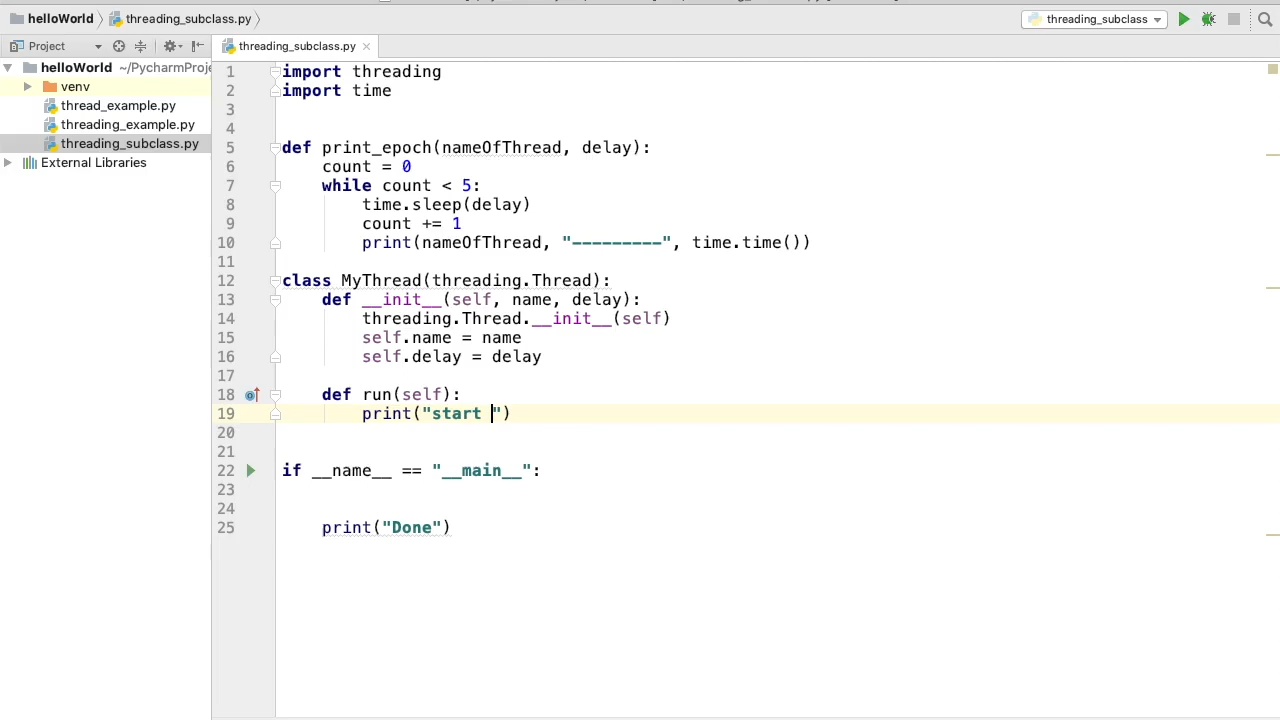 helloWorld threading_subclass.py threading_subclass
Project threading_subclass.py
helloWorld ~/PycharmProje
venv
thread_example.py
threading_example.py
threading_subclass.py
External Libraries
1 import threading
2 import time
3
4
5 def print_epoch(nameOfThread, delay):
6     count = 0
7     while count < 5:
8         time.sleep(delay)
9         count += 1
10         print(nameOfThread, "---------", time.time())
11
12 class MyThread(threading.Thread):
13     def __init__(self, name, delay):
14         threading.Thread.__init__(self)
15         self.name = name
16         self.delay = delay
17
18     def run(self):
19         print("start ")
20
21
22 if __name__ == "__main__":
23
24
25     print("Done")